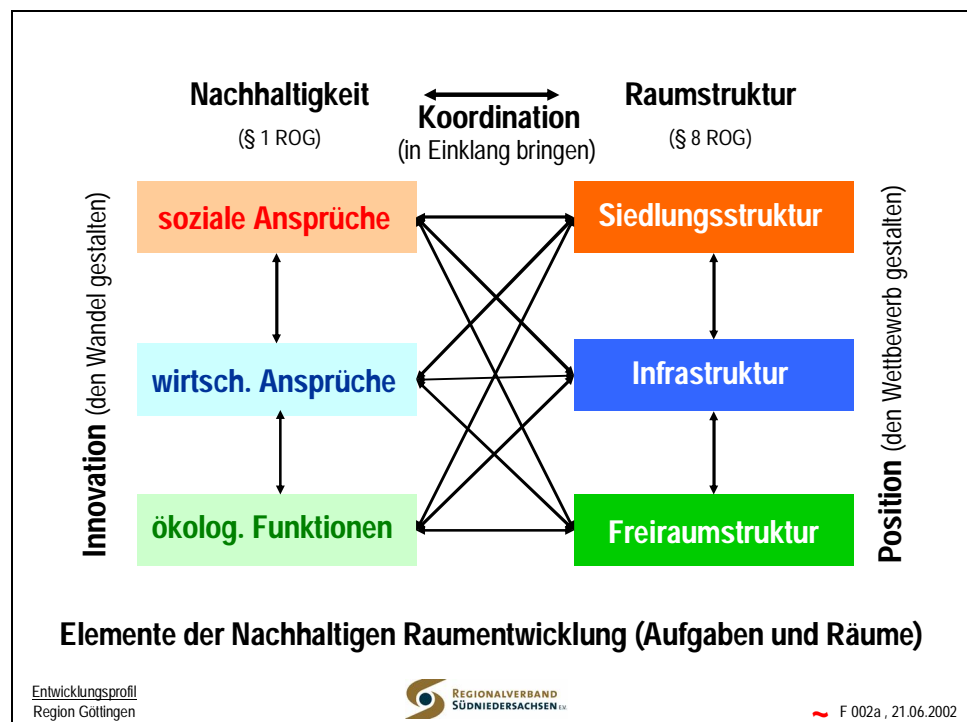 Nachhaltigkeit
(§ 1 ROG)
Koordination
(in Einklang bringen)
Raumstruktur
(§ 8 ROG)
Innovation (den Wandel gestalten)
soziale Ansprüche
Siedlungsstruktur
wirtsch. Ansprüche
Infrastruktur
ökolog. Funktionen
Freiraumstruktur
Position (den Wettbewerb gestalten)
Elemente der Nachhaltigen Raumentwicklung (Aufgaben und Räume)
Entwicklungsprofil
Region Göttingen
REGIONALVERBAND
SÜDNIEDERSACHSEN E.V.
~ F 002a , 21.06.2002